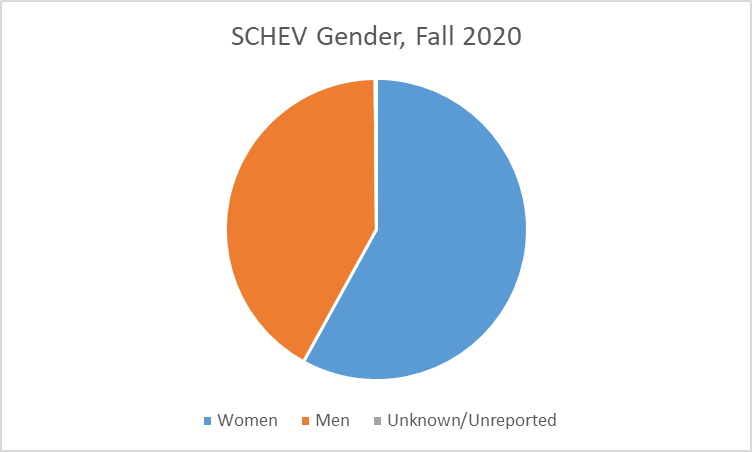 SCHEV Gender, Fall 2020
Women Men Unknown/Unreported